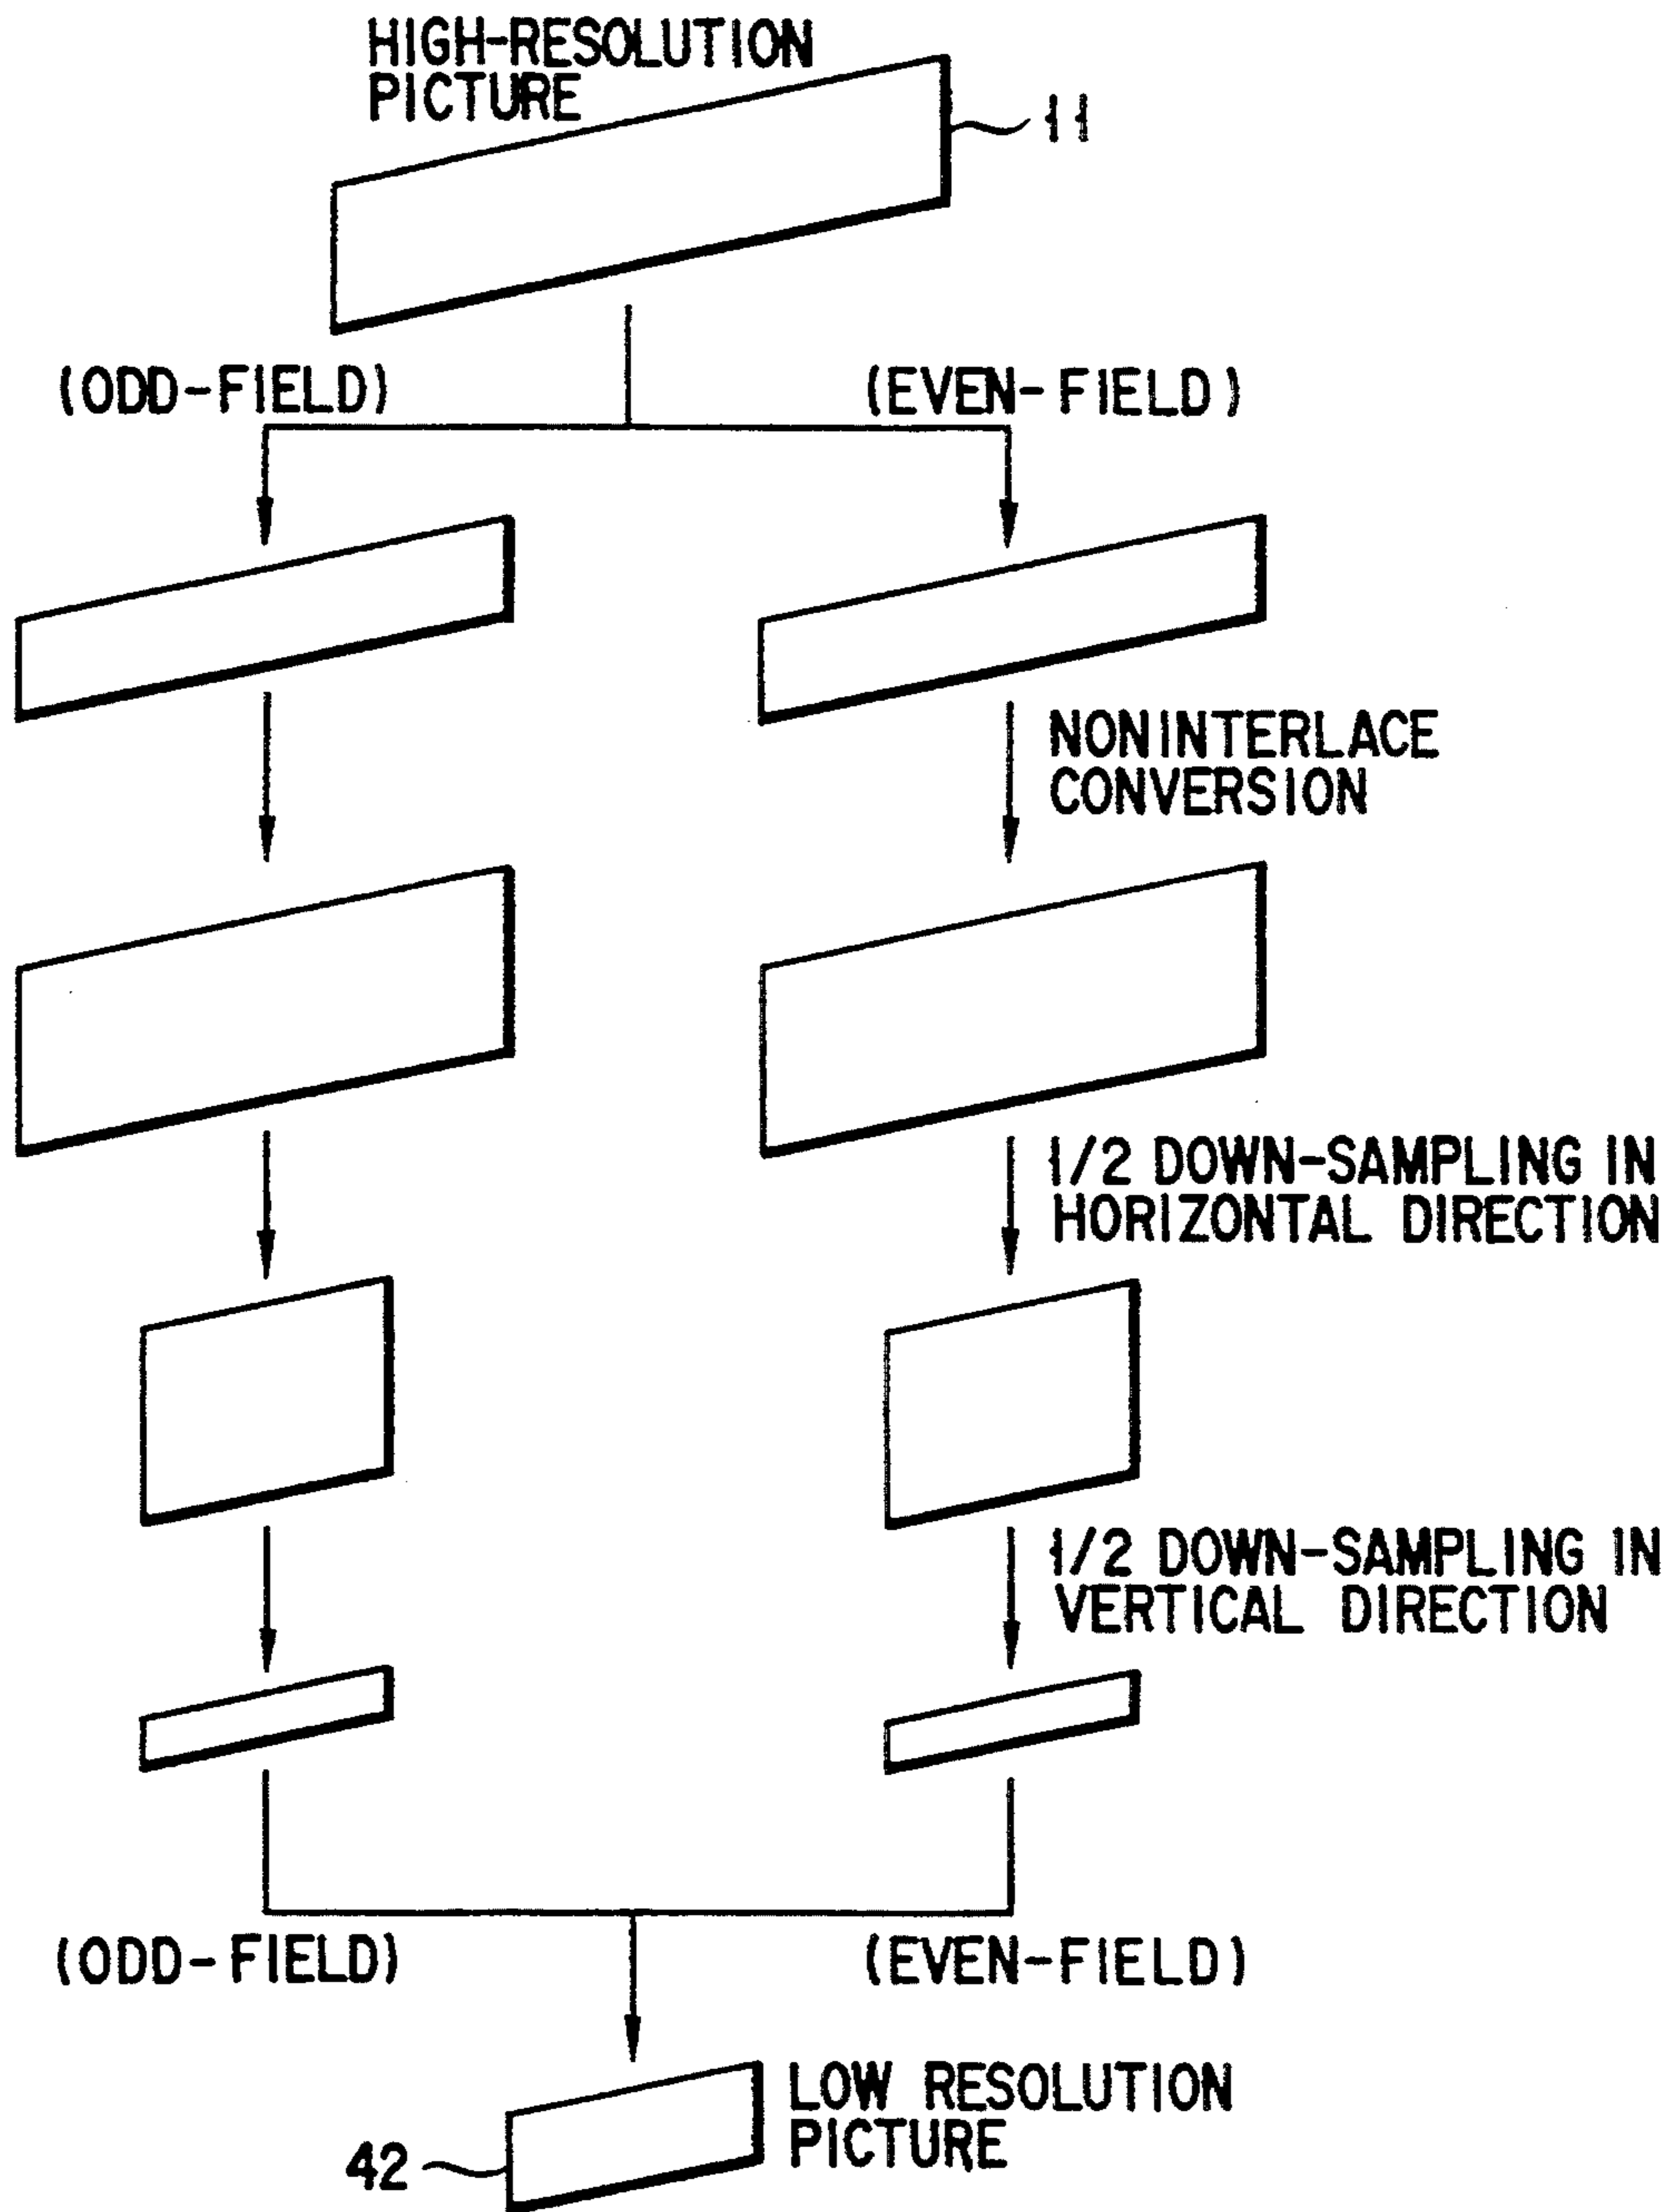 HIGH-RESOLUTION
PICTURE
11
(ODD-FIELD)
(EVEN-FIELD)
NONINTERLACE
CONVERSION
1/2 DOWN-SAMPLING IN
HORIZONTAL DIRECTION
1/2 DOWN-SAMPLING IN
VERTICAL DIRECTION
(ODD-FIELD)
(EVEN-FIELD)
LOW RESOLUTION
PICTURE
42